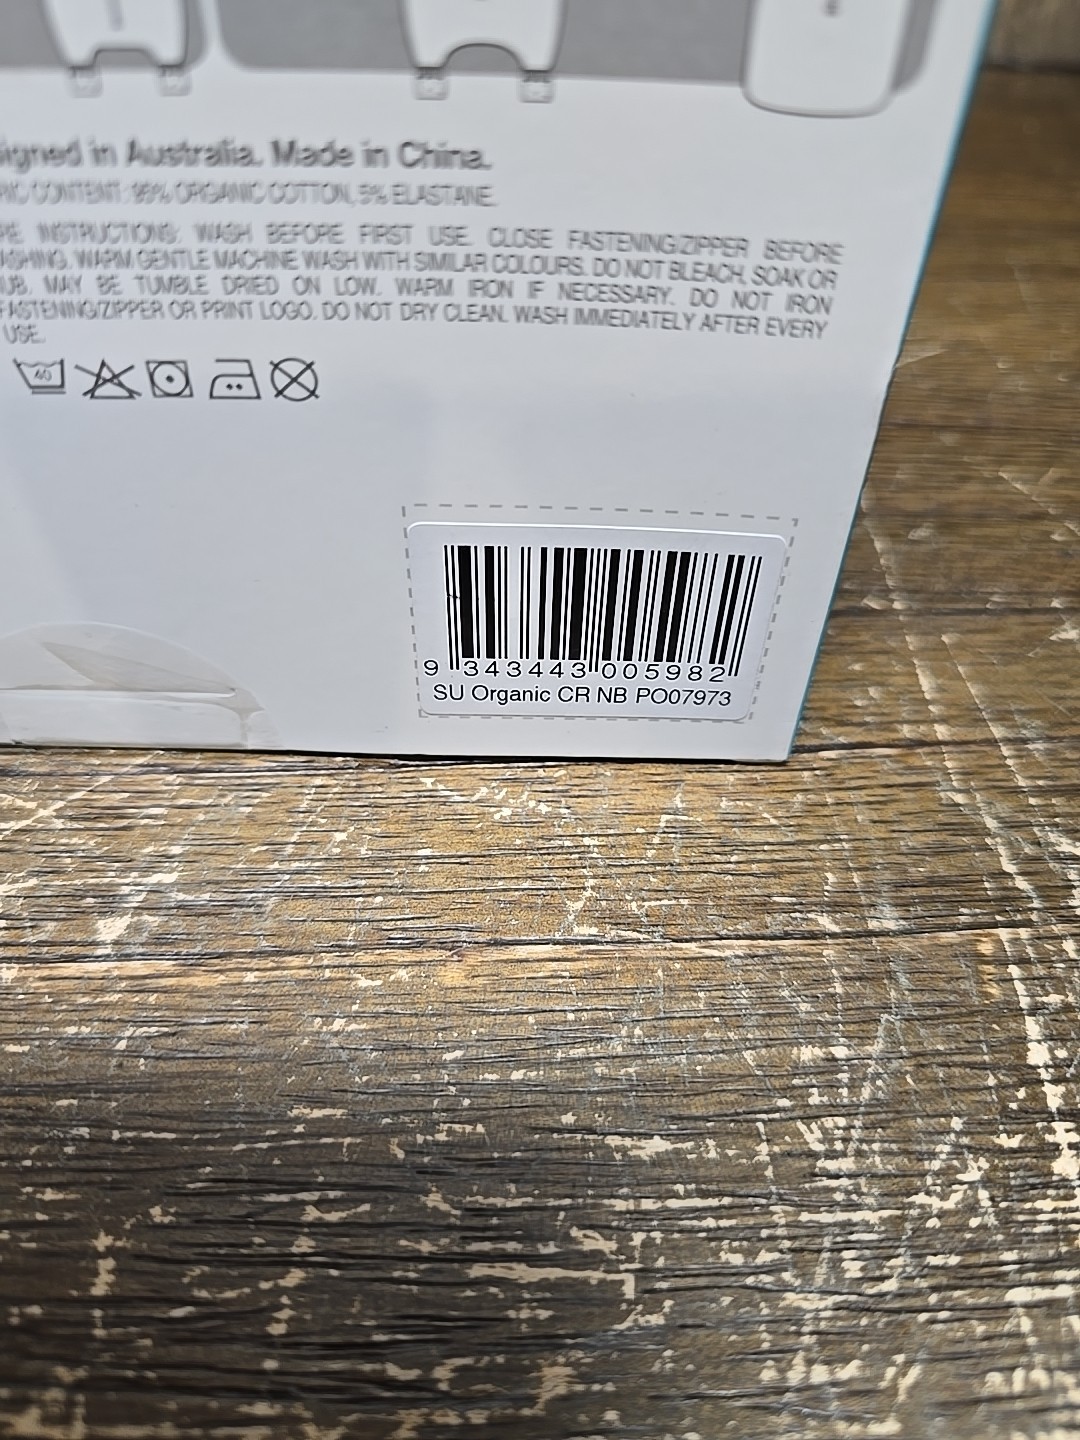 signed in Australia. Made in China.
RIC CONTENT: 95% ORGANIC COTTON, 5% ELASTANE.
RE INSTRUCTIONS: WASH BEFORE FIRST USE. CLOSE FASTENING/ZIPPER BEFORE
ASHING. WARM GENTLE MACHINE WASH WITH SIMILAR COLOURS. DO NOT BLEACH, SOAK OR
UB. MAY BE TUMBLE DRIED ON LOW. WARM IRON IF NECESSARY. DO NOT IRON
FASTENING/ZIPPER OR PRINT LOGO. DO NOT DRY CLEAN. WASH IMMEDIATELY AFTER EVERY
USE.
40
9 343443 005982
SU Organic CR NB PO07973